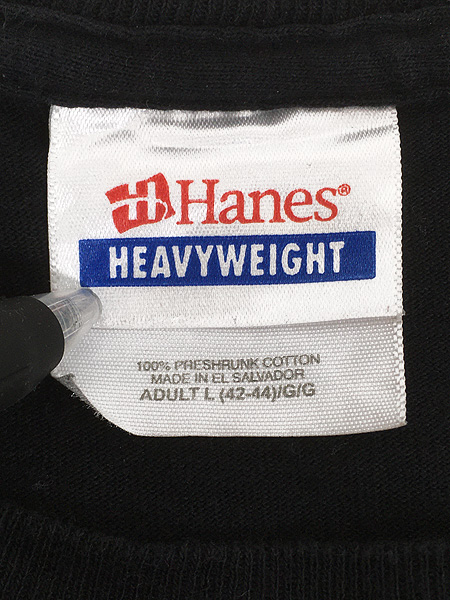 Hanes®
HEAVYWEIGHT
100% PRESHRUNK COTTON
MADE IN EL SALVADOR
ADULT L (42-44)/G/G